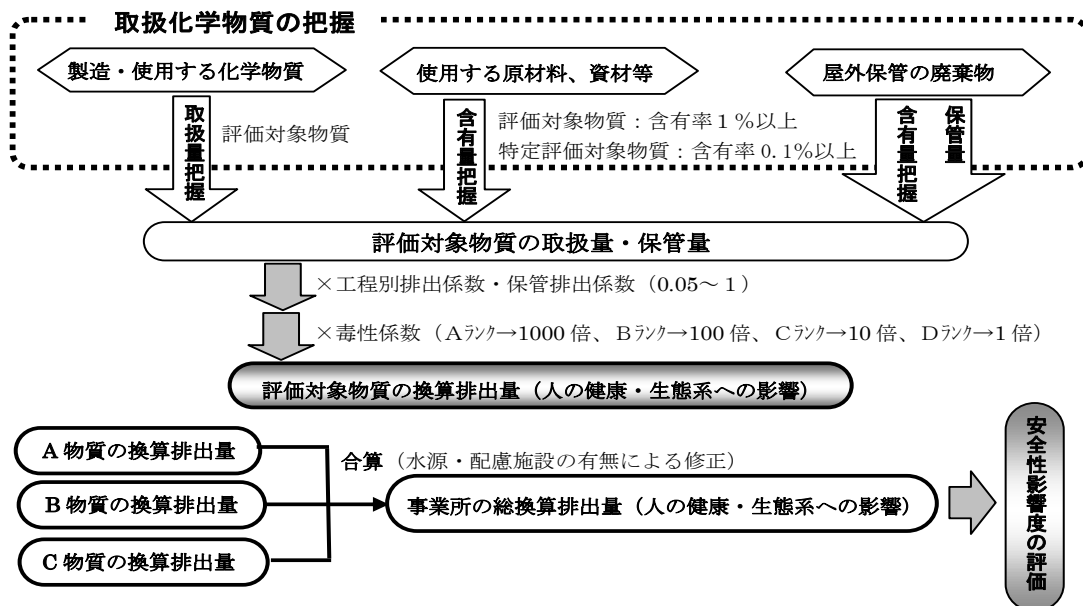 取扱化学物質の把握
製造・使用する化学物質
使用する原材料、資材等
屋外保管の廃棄物
取扱量把握
評価対象物質
含有量把握
評価対象物質：含有率１％以上
特定評価対象物質：含有率 0.1％以上
保管量
含有量把握
評価対象物質の取扱量・保管量
×工程別排出係数・保管排出係数（0.05～１）
×毒性係数（Ａﾗﾝｸ→1000 倍、Ｂﾗﾝｸ→100 倍、Ｃﾗﾝｸ→10 倍、Ｄﾗﾝｸ→1 倍）
評価対象物質の換算排出量（人の健康・生態系への影響）
A 物質の換算排出量
B 物質の換算排出量
C 物質の換算排出量
合算（水源・配慮施設の有無による修正）
事業所の総換算排出量（人の健康・生態系への影響）
安全性影響度の評価